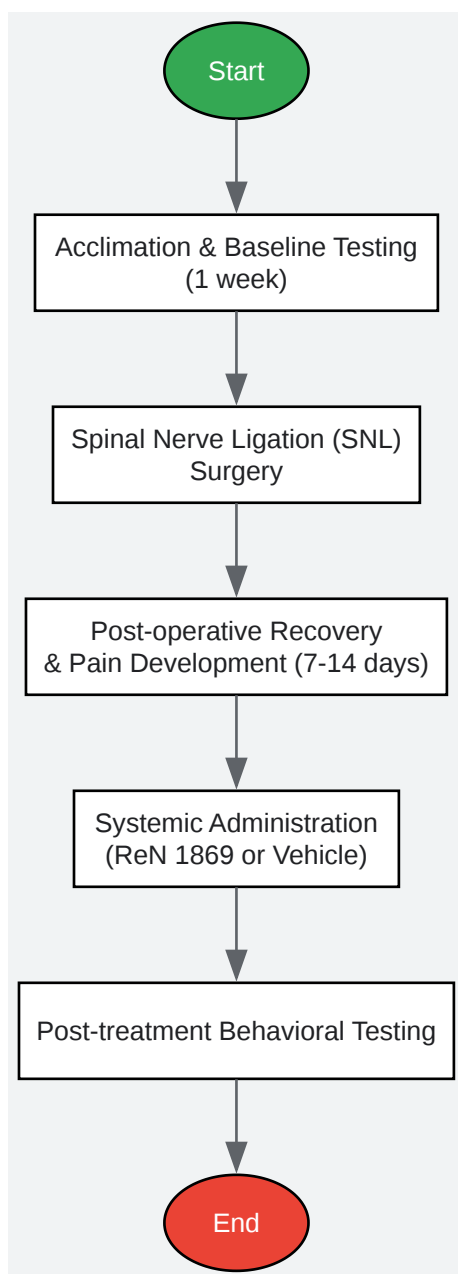 Start
Acclimation & Baseline Testing
(1 week)
Spinal Nerve Ligation (SNL)
Surgery
Post-operative Recovery
& Pain Development (7-14 days)
Systemic Administration
(ReN 1869 or Vehicle)
Post-treatment Behavioral Testing
End